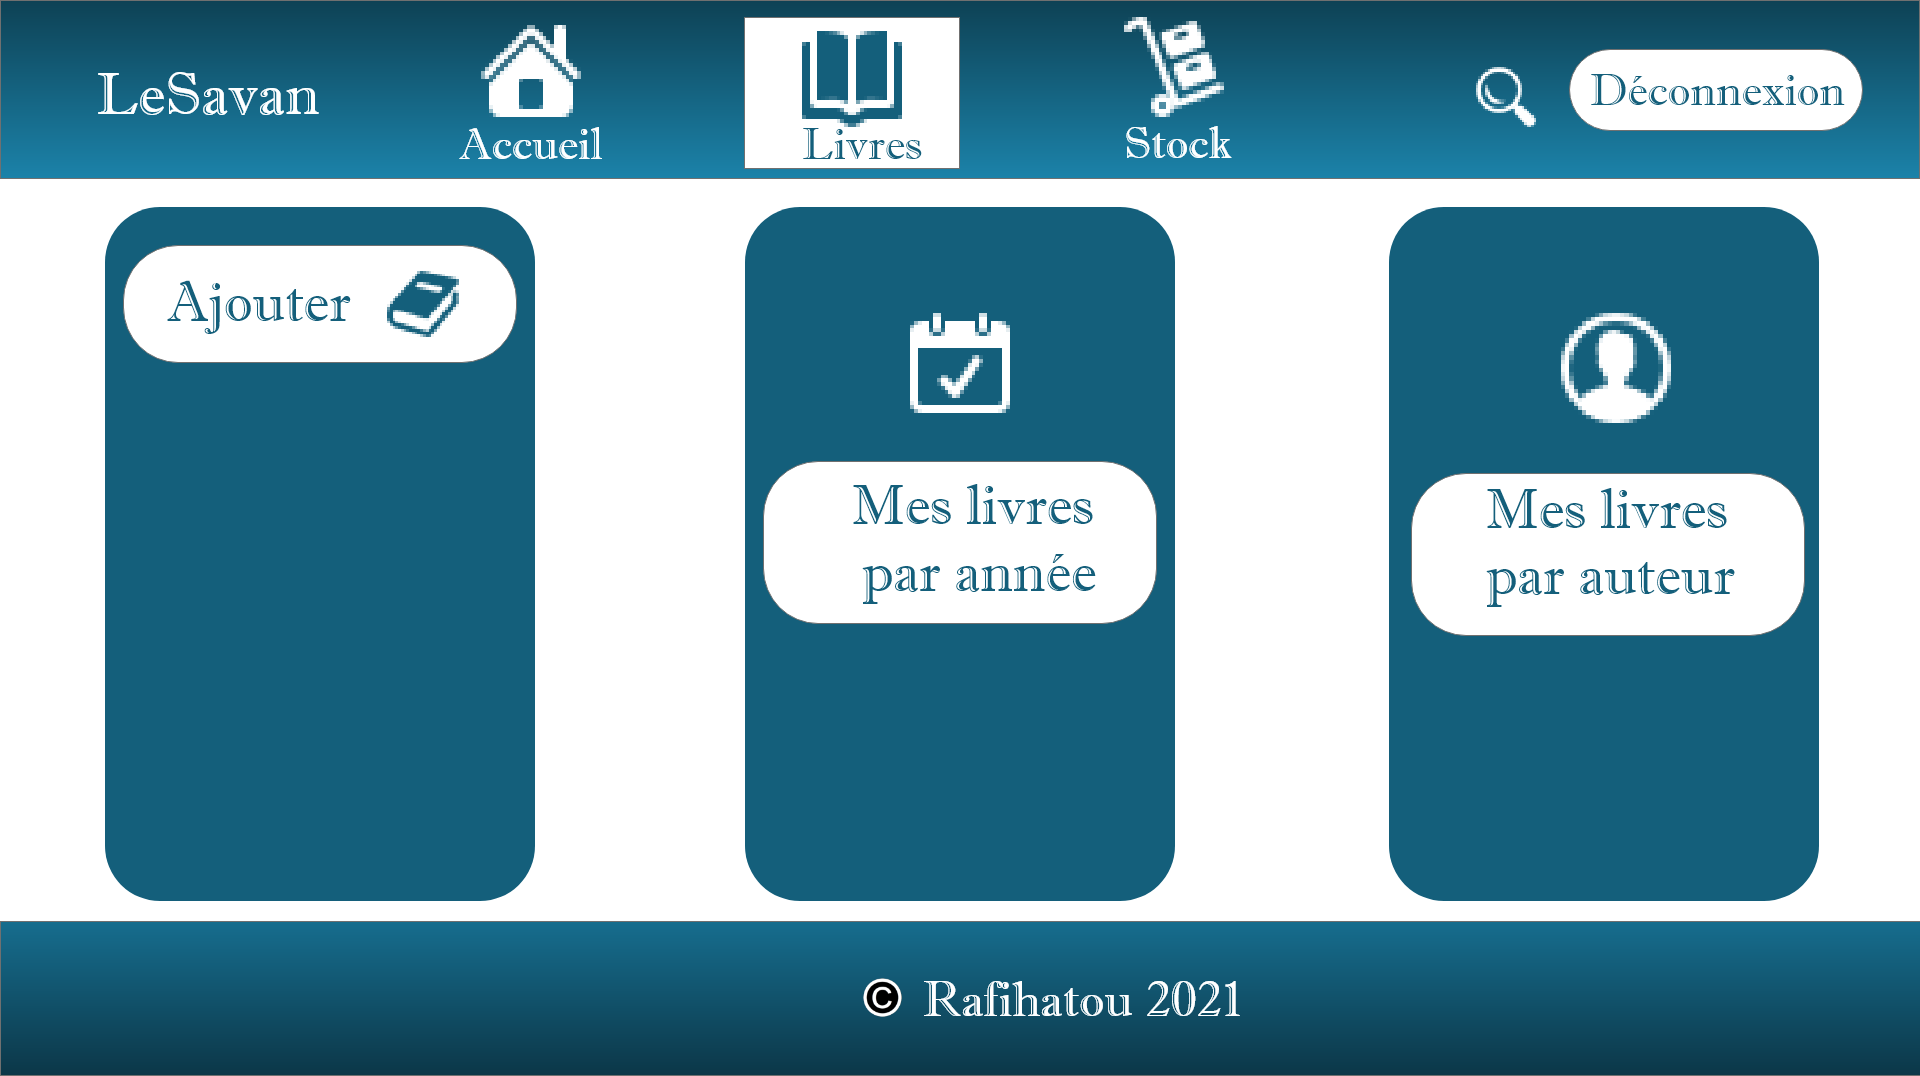 LeSavan
Accueil
Livres
Stock
Déconnexion
Ajouter
Mes livres
par année
Mes livres
par auteur
© Rafihatou 2021